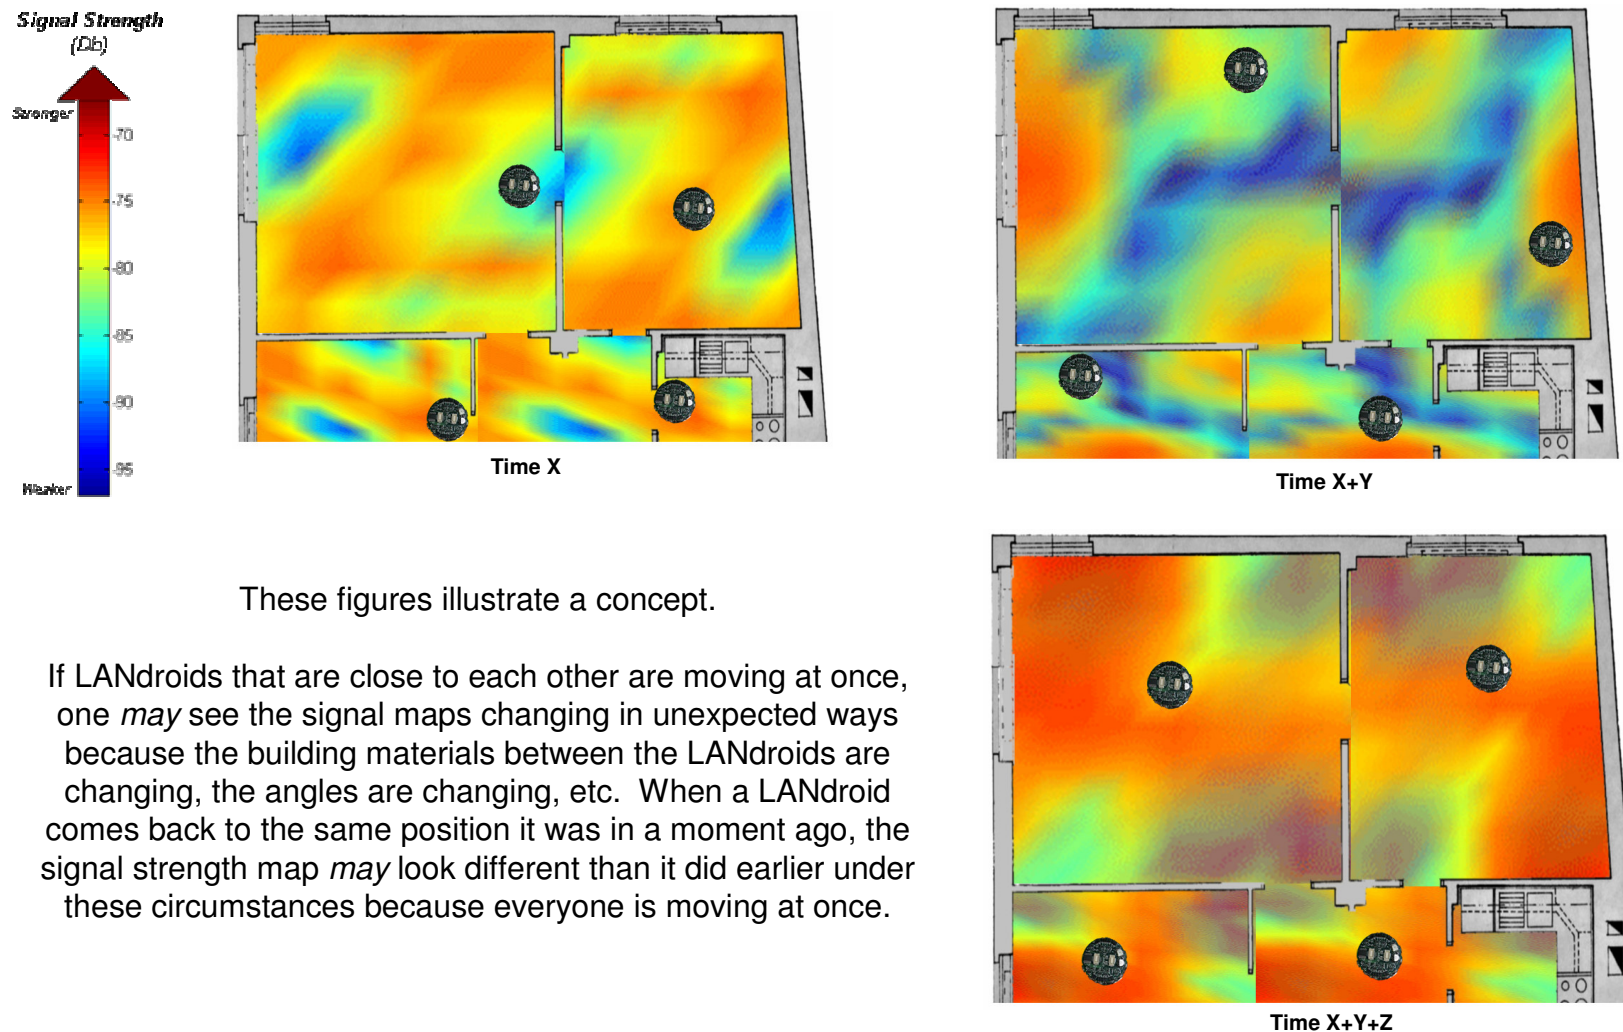 Signal Strength
(Db)
Stronger
-70
-75
-80
-85
-90
-95
Weaker
Time X
Time X+Y
These figures illustrate a concept.
If LANdroids that are close to each other are moving at once,
one may see the signal maps changing in unexpected ways
because the building materials between the LANdroids are
changing, the angles are changing, etc. When a LANdroid
comes back to the same position it was in a moment ago, the
signal strength map may look different than it did earlier under
these circumstances because everyone is moving at once.
Time X+Y+Z